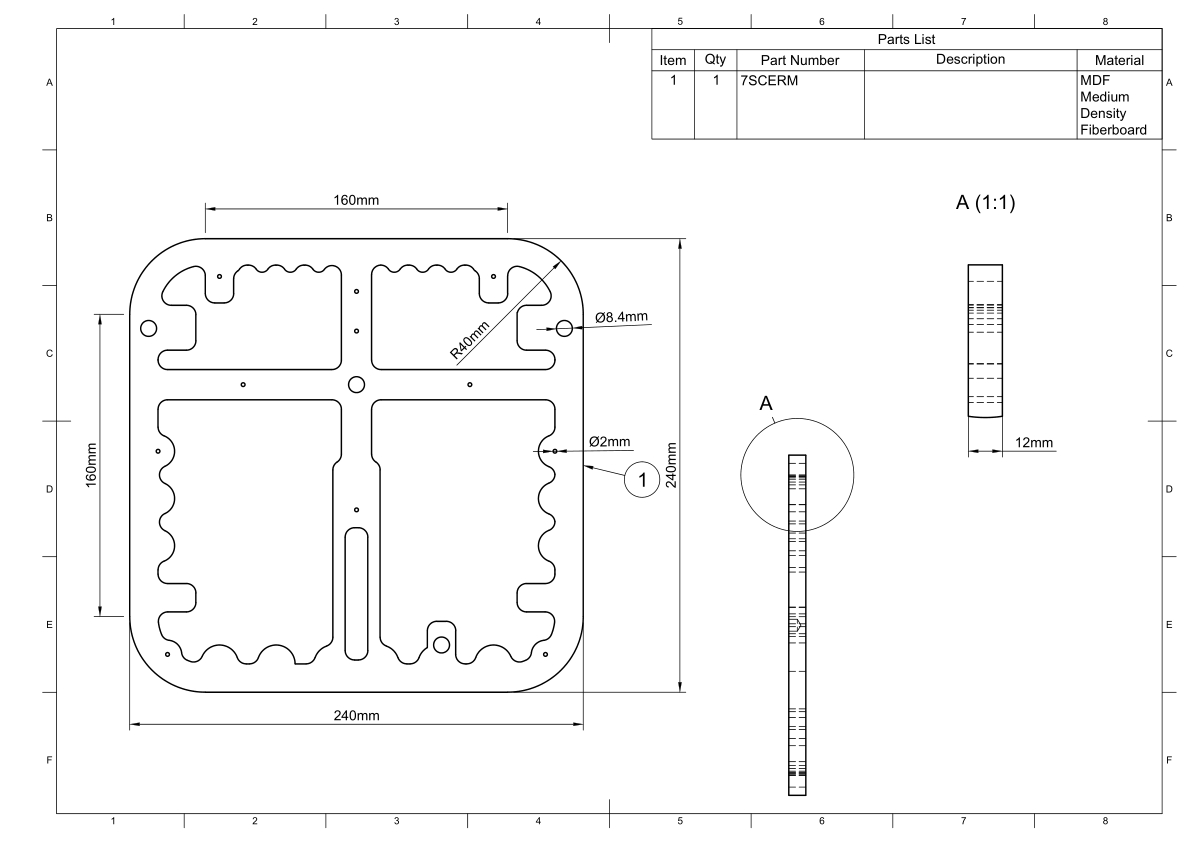 1 2 3 4 5 6 7 8
Parts List
Item Qty Part Number Description Material
1 1 7SCERM MDF
Medium
Density
Fiberboard
A A
B B
C C
D D
E E
F F
160mm
A (1:1)
R40mm
Ø8.4mm
A
160mm
Ø2mm
240mm
1
12mm
240mm
1 2 3 4 5 6 7 8